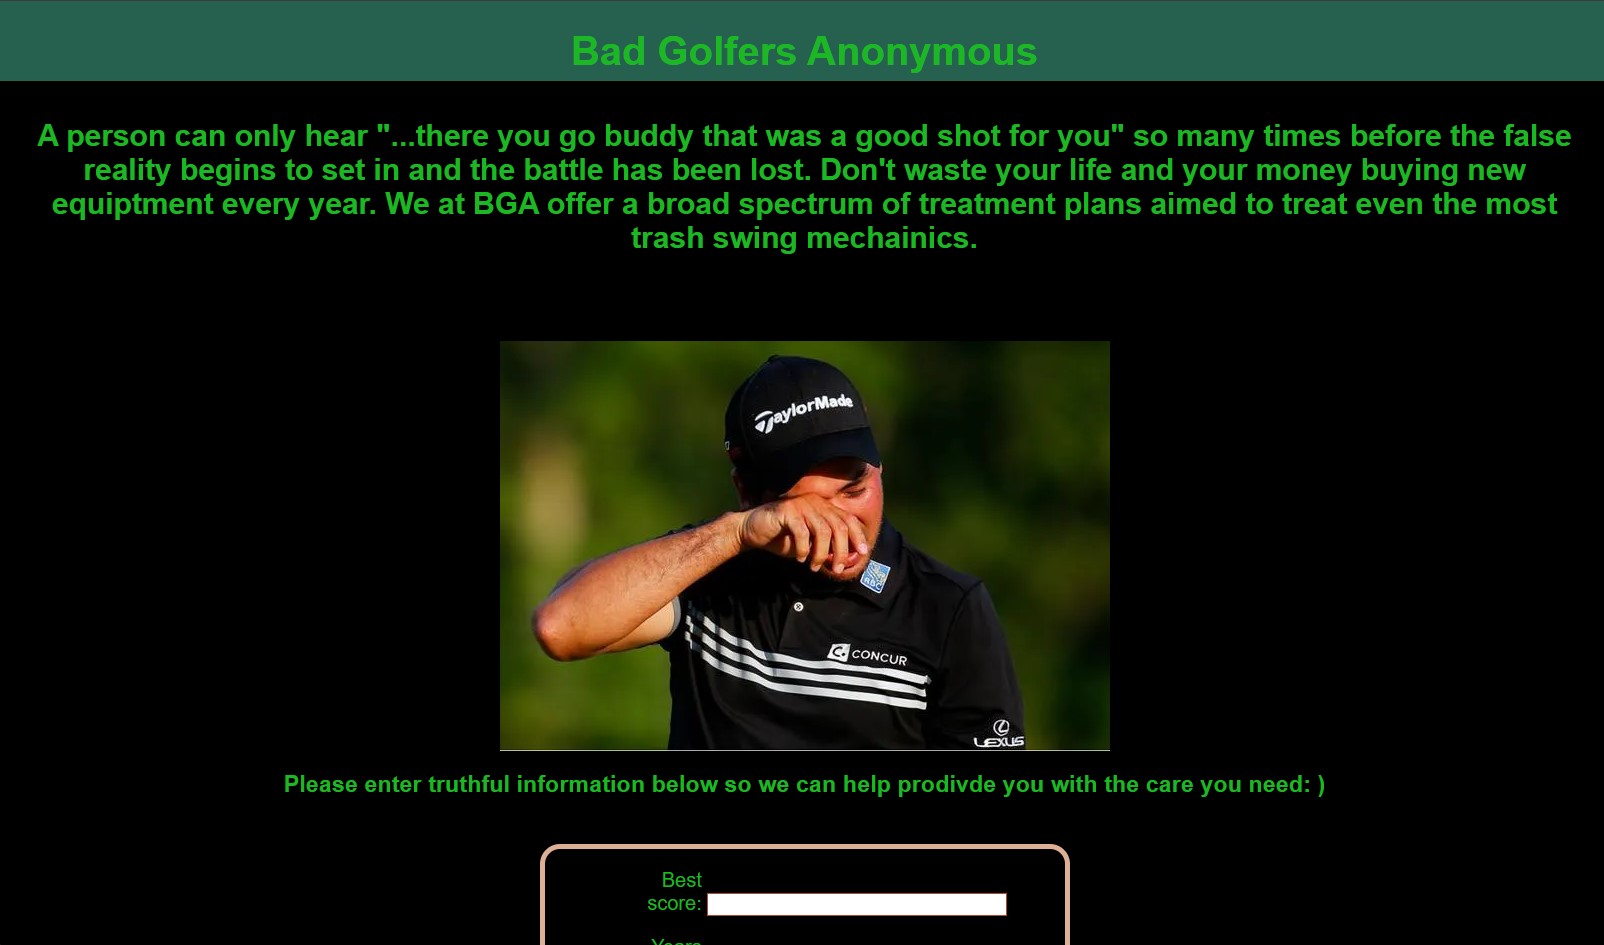 Bad Golfers Anonymous
A person can only hear "...there you go buddy that was a good shot for you" so many times before the false
reality begins to set in and the battle has been lost. Don't waste your life and your money buying new
equiptment every year. We at BGA offer a broad spectrum of treatment plans aimed to treat even the most
trash swing mechainics.
TaylorMade
RBC
C. CONCUR
LEXUS
Please enter truthful information below so we can help prodivde you with the care you need: )
Best
score:
Years